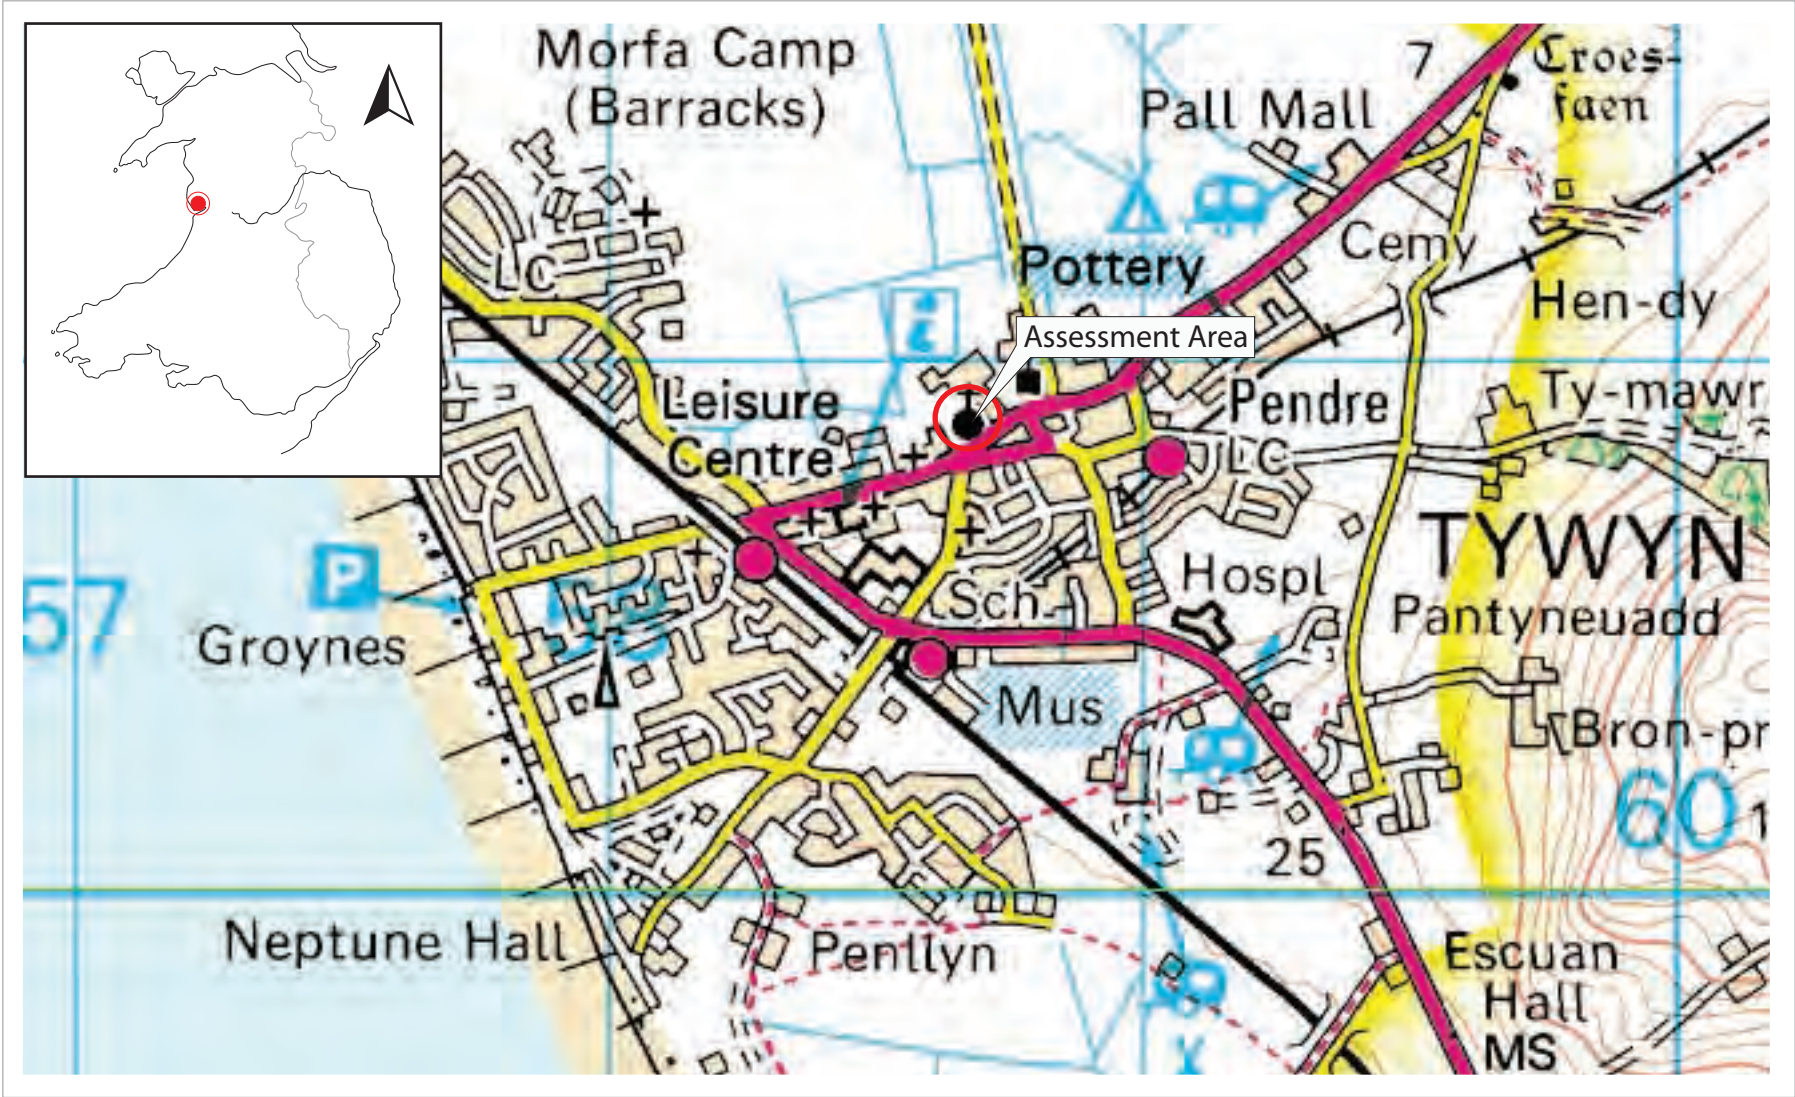 Morfa Camp
(Barracks)
7
Croes-
faen
Pall Mall
LC
Pottery
Cemy
Hen-dy
i
Assessment Area
Leisure
Centre
Pendre
Ty-mawr
LC
TYWYN
P
57
Groynes
Sch
Hospl
Pantyneuadd
Mus
Bron-pr
60
1
25
Neptune Hall
Penllyn
Escuan
Hall
MS